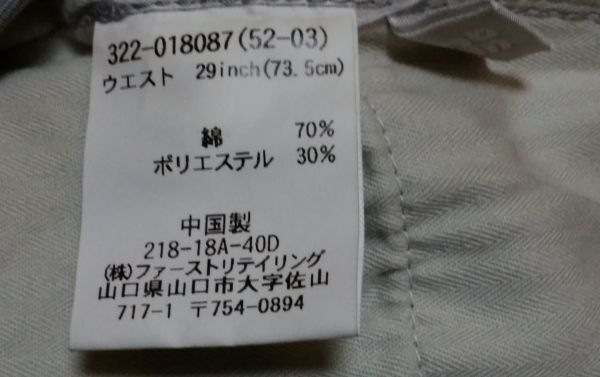 322-018087(52-03)
ウエスト 29inch(73.5cm)
綿 70%
ポリエステル 30%
中国製
218-18A-40D
(株)ファーストリテイリング
山口県山口市大字佐山
717-1 〒754-0894